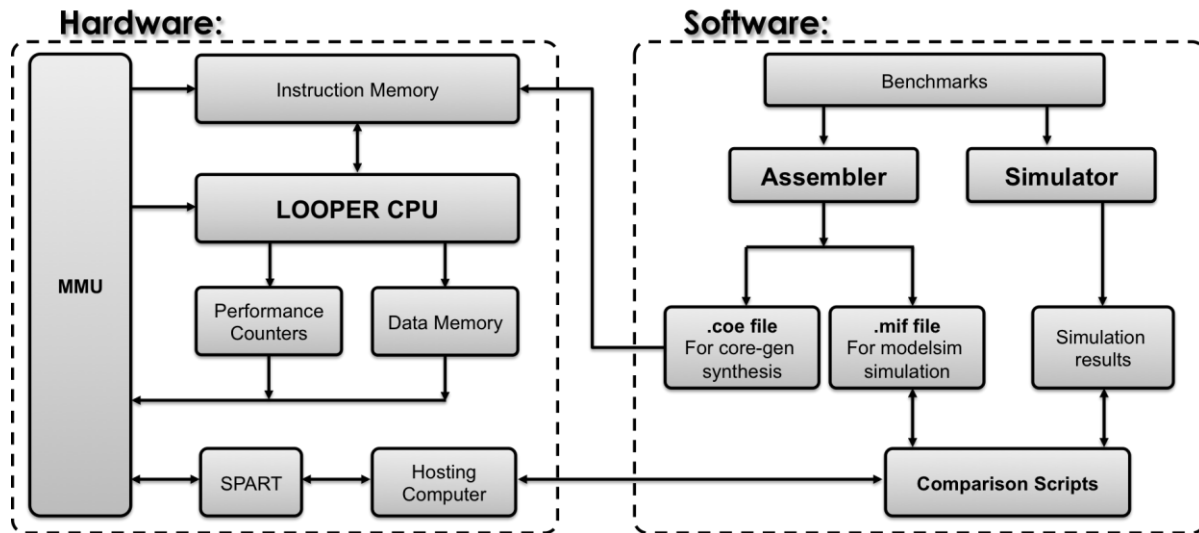 Hardware:
Software:
MMU
Instruction Memory
LOOPER CPU
Performance
Counters
Data Memory
SPART
Hosting
Computer
Benchmarks
Assembler
Simulator
.coe file
For core-gen
synthesis
.mif file
For modelsim
simulation
Simulation
results
Comparison Scripts